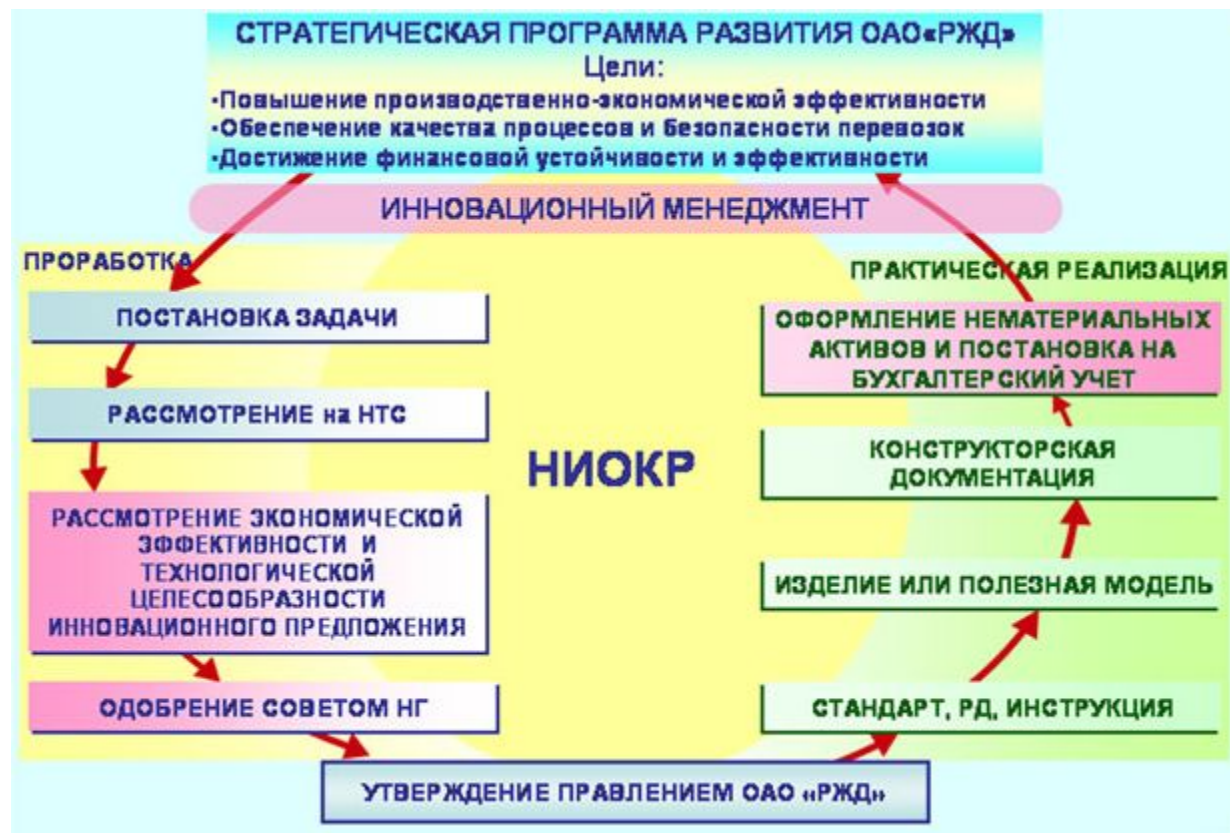 СТРАТЕГИЧЕСКАЯ ПРОГРАММА РАЗВИТИЯ ОАО«РЖД»
Цели:
•Повышение производственно-экономической эффективности
•Обеспечение качества процессов и безопасности перевозок
•Достижение финансовой устойчивости и эффективности
ИННОВАЦИОННЫЙ МЕНЕДЖМЕНТ
ПРОРАБОТКА
ПОСТАНОВКА ЗАДАЧИ
РАССМОТРЕНИЕ на НТС
РАССМОТРЕНИЕ ЭКОНОМИЧЕСКОЙ
ЭФФЕКТИВНОСТИ И
ТЕХНОЛОГИЧЕСКОЙ
ЦЕЛЕСООБРАЗНОСТИ
ИННОВАЦИОННОГО ПРЕДЛОЖЕНИЯ
ОДОБРЕНИЕ СОВЕТОМ НГ
НИОКР
УТВЕРЖДЕНИЕ ПРАВЛЕНИЕМ ОАО «РЖД»
ПРАКТИЧЕСКАЯ РЕАЛИЗАЦИЯ
ОФОРМЛЕНИЕ НЕМАТЕРИАЛЬНЫХ
АКТИВОВ И ПОСТАНОВКА НА
БУХГАЛТЕРСКИЙ УЧЕТ
КОНСТРУКТОРСКАЯ
ДОКУМЕНТАЦИЯ
ИЗДЕЛИЕ ИЛИ ПОЛЕЗНАЯ МОДЕЛЬ
СТАНДАРТ, РД, ИНСТРУКЦИЯ